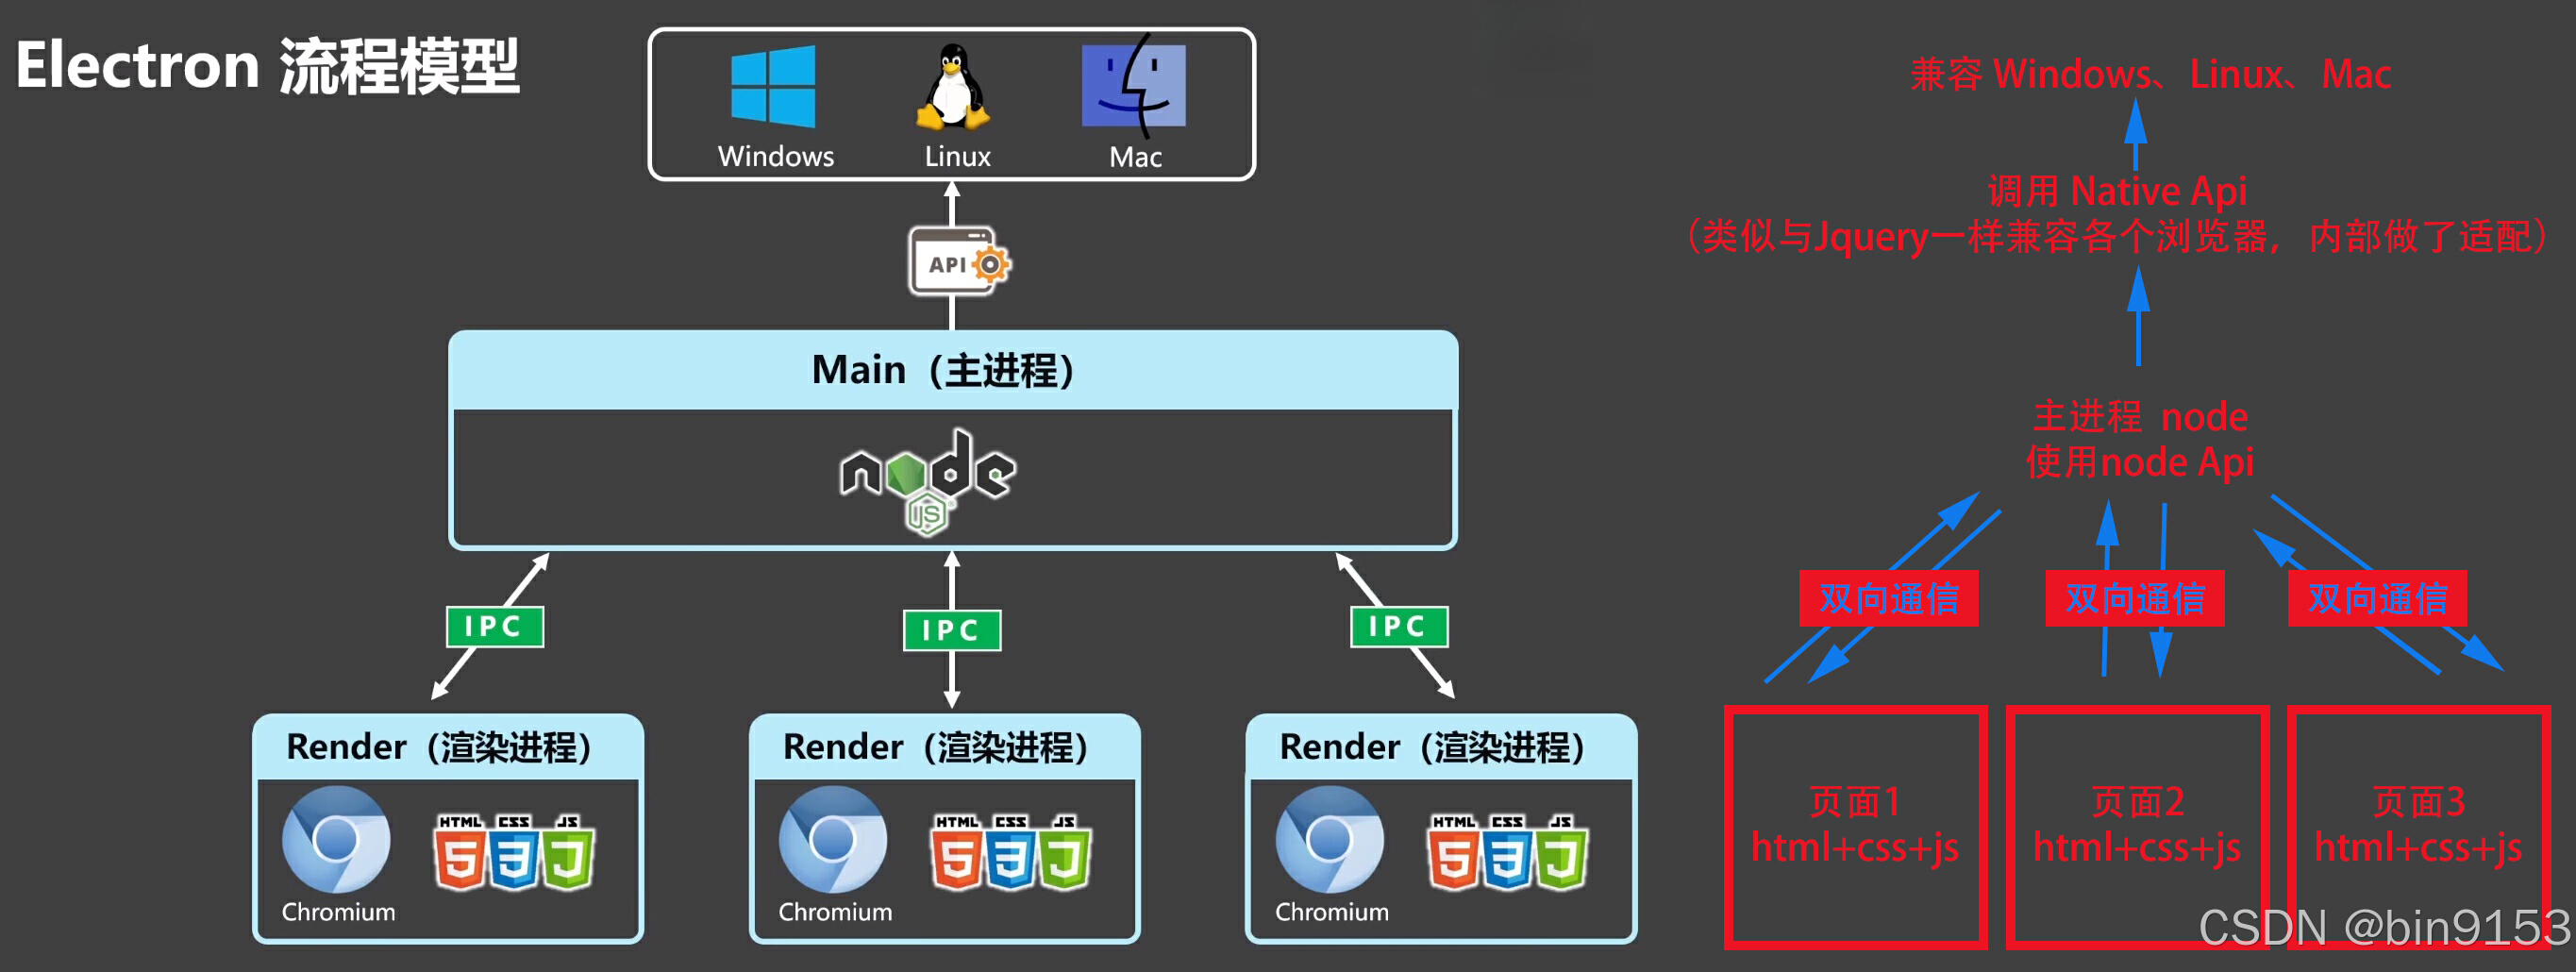 Electron 流程模型
Windows
Linux
Mac
API
Main（主进程）
node
JS
IPC
IPC
IPC
Render（渲染进程）
Chromium
HTML CSS JS
5 3 J
Render（渲染进程）
Chromium
HTML CSS JS
5 3 J
Render（渲染进程）
Chromium
HTML CSS JS
5 3 J
兼容 Windows、Linux、Mac
调用 Native Api
（类似与Jquery一样兼容各个浏览器，内部做了适配）
主进程 node
使用node Api
双向通信
双向通信
双向通信
页面1
html+css+js
页面2
html+css+js
页面3
html+css+js
CSDN @bin9153